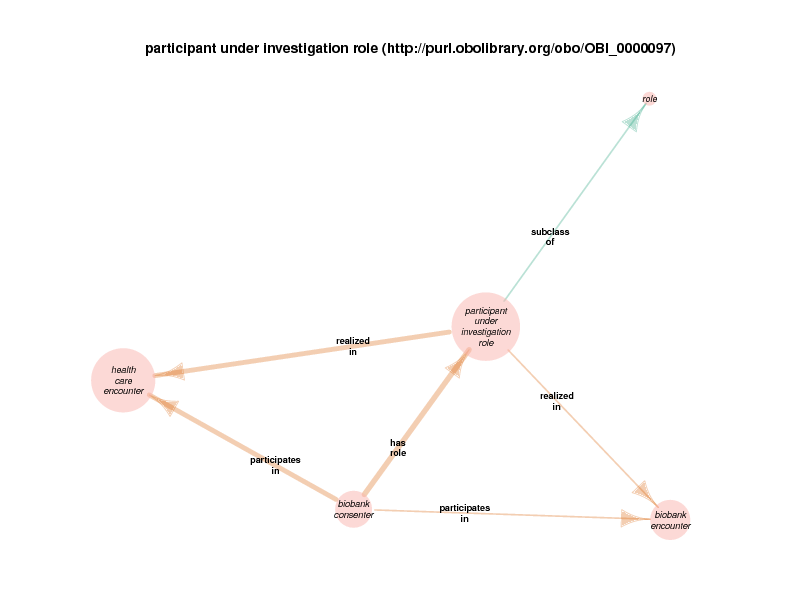 participant under investigation role (http://purl.obolibrary.org/obo/OBI_0000097)
role
subclass
of
participant
under
investigation
role
realized
in
health
care
encounter
realized
in
has
role
participates
in
biobank
consenter
participates
in
biobank
encounter